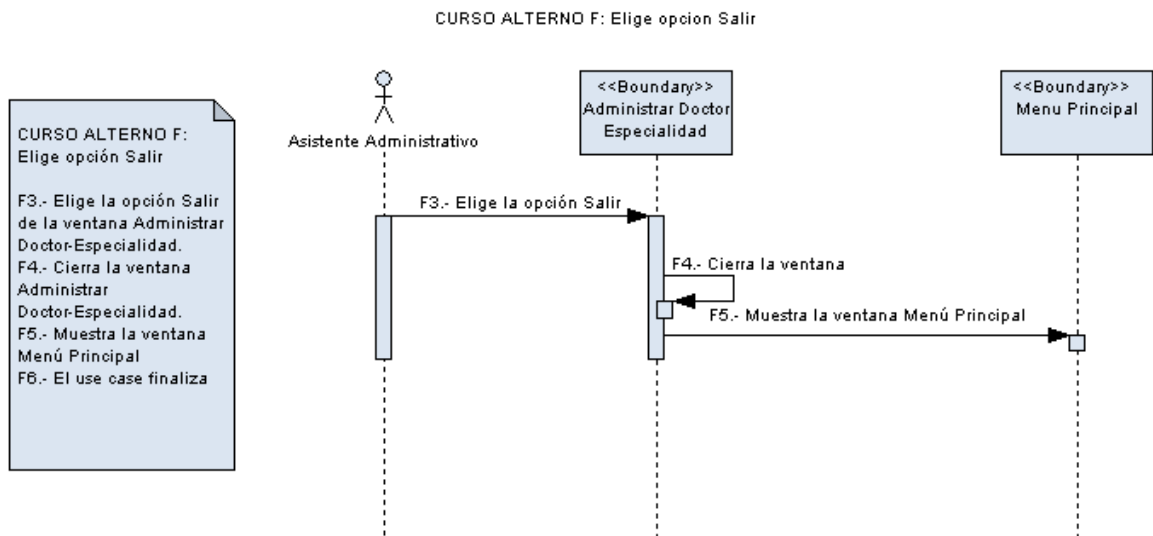 CURSO ALTERNO F: Elige opcion Salir
CURSO ALTERNO F:
Elige opción Salir
F3.- Elige la opción Salir
de la ventana Administrar
Doctor-Especialidad.
F4.- Cierra la ventana
Administrar
Doctor-Especialidad.
F5.- Muestra la ventana
Menú Principal
F6.- El use case finaliza
Asistente Administrativo
<<Boundary>>
Administrar Doctor
Especialidad
<<Boundary>>
Menu Principal
F3.- Elige la opción Salir
F4.- Cierra la ventana
F5.- Muestra la ventana Menú Principal